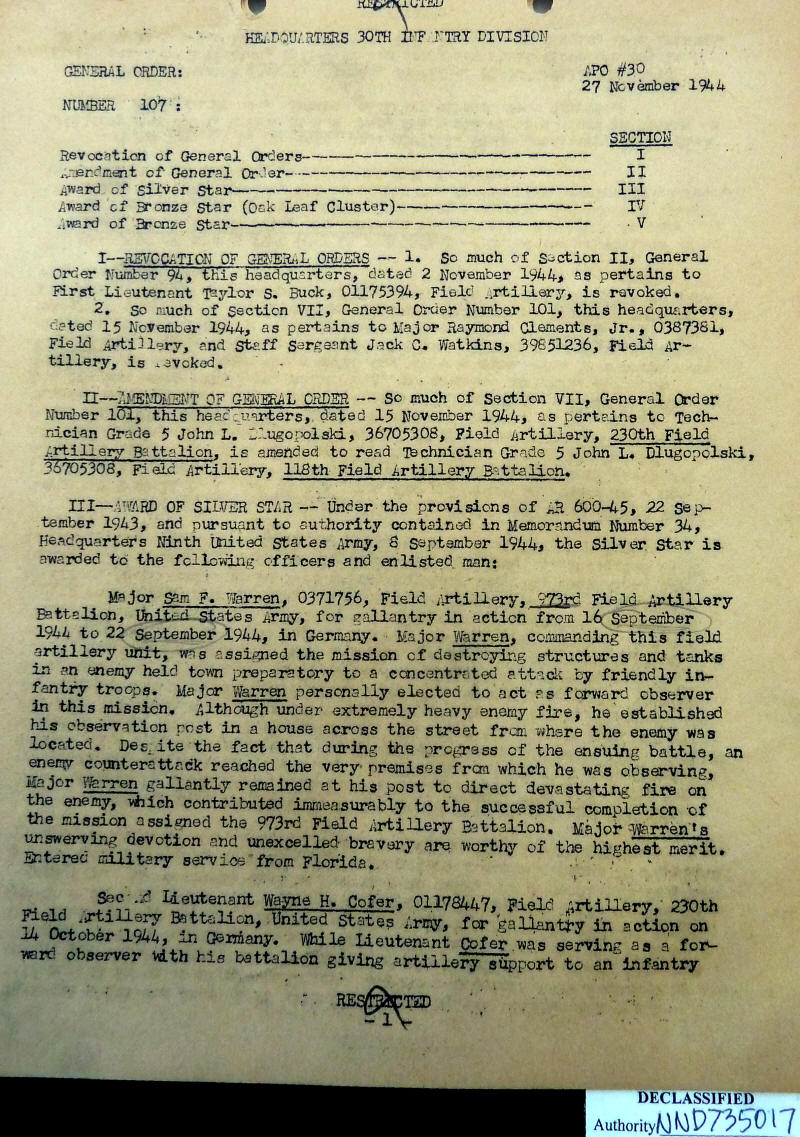 RESTRICTED
HEADQUARTERS 30TH INFANTRY DIVISION
GENERAL ORDER:
APO #30
27 November 1944
NUMBER 107 :
SECTION
Revocation of General Orders------------------------------ I
Amendment of General Order------------------------------ II
Award of Silver Star------------------------------ III
Award of Bronze Star (Oak Leaf Cluster)------------------------------ IV
Award of Bronze Star------------------------------ V
I--REVOCATION OF GENERAL ORDERS -- 1. So much of Section II, General
Order Number 94, this headquarters, dated 2 November 1944, as pertains to
First Lieutenant Taylor S. Buck, 01175394, Field Artillery, is revoked.
2. So much of Section VII, General Order Number 101, this headquarters,
dated 15 November 1944, as pertains to Major Raymond Clements, Jr., 0387381,
Field Artillery, and Staff Sergeant Jack C. Watkins, 39851236, Field Ar-
tillery, is revoked.
II--AMENDMENT OF GENERAL ORDER -- So much of Section VII, General Order
Number 101, this headquarters, dated 15 November 1944, as pertains to Tech-
nician Grade 5 John L. Dlugopolski, 36705308, Field Artillery, 230th Field
Artillery Battalion, is amended to read Technician Grade 5 John L. Dlugopolski,
36705308, Field Artillery, 118th Field Artillery Battalion.
III--AWARD OF SILVER STAR -- Under the provisions of AR 600-45, 22 Sep-
tember 1943, and pursuant to authority contained in Memorandum Number 34,
Headquarters Ninth United States Army, 8 September 1944, the Silver Star is
awarded to the following officers and enlisted man:
Major Sam F. Warren, 0371756, Field Artillery, 973rd Field Artillery
Battalion, United States Army, for gallantry in action from 16 September
1944 to 22 September 1944, in Germany. Major Warren, commanding this field
artillery unit, was assigned the mission of destroying structures and tanks
in an enemy held town preparatory to a concentrated attack by friendly in-
fantry troops. Major Warren personally elected to act as forward observer
in this mission. Although under extremely heavy enemy fire, he established
his observation post in a house across the street from where the enemy was
located. Despite the fact that during the progress of the ensuing battle, an
enemy counterattack reached the very premises from which he was observing,
Major Warren gallantly remained at his post to direct devastating fire on
the enemy, which contributed immeasurably to the successful completion of
the mission assigned the 973rd Field Artillery Battalion. Major Warren's
unswerving devotion and unexcelled bravery are worthy of the highest merit.
Entered military service from Florida.
Second Lieutenant Wayne H. Cofer, 01178447, Field Artillery, 230th
Field Artillery Battalion, United States Army, for gallantry in action on
14 October 1944, in Germany. While Lieutenant Cofer was serving as a for-
ward observer with his battalion giving artillery support to an infantry
RESTRICTED
- 1 -
DECLASSIFIED
Authority NND735017